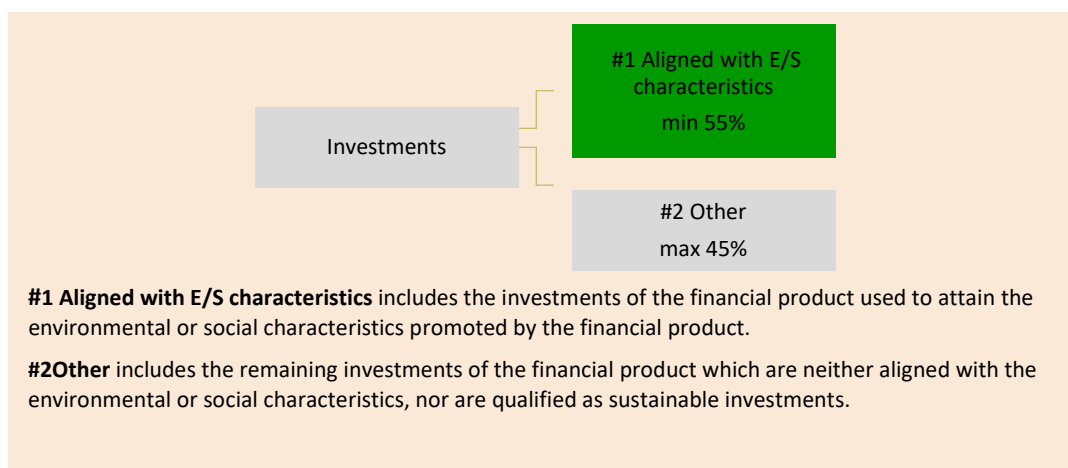 #1 Aligned with E/S
characteristics
min 55%
Investments
#2 Other
max 45%
#1 Aligned with E/S characteristics includes the investments of the financial product used to attain the
environmental or social characteristics promoted by the financial product.
#2Other includes the remaining investments of the financial product which are neither aligned with the
environmental or social characteristics, nor are qualified as sustainable investments.